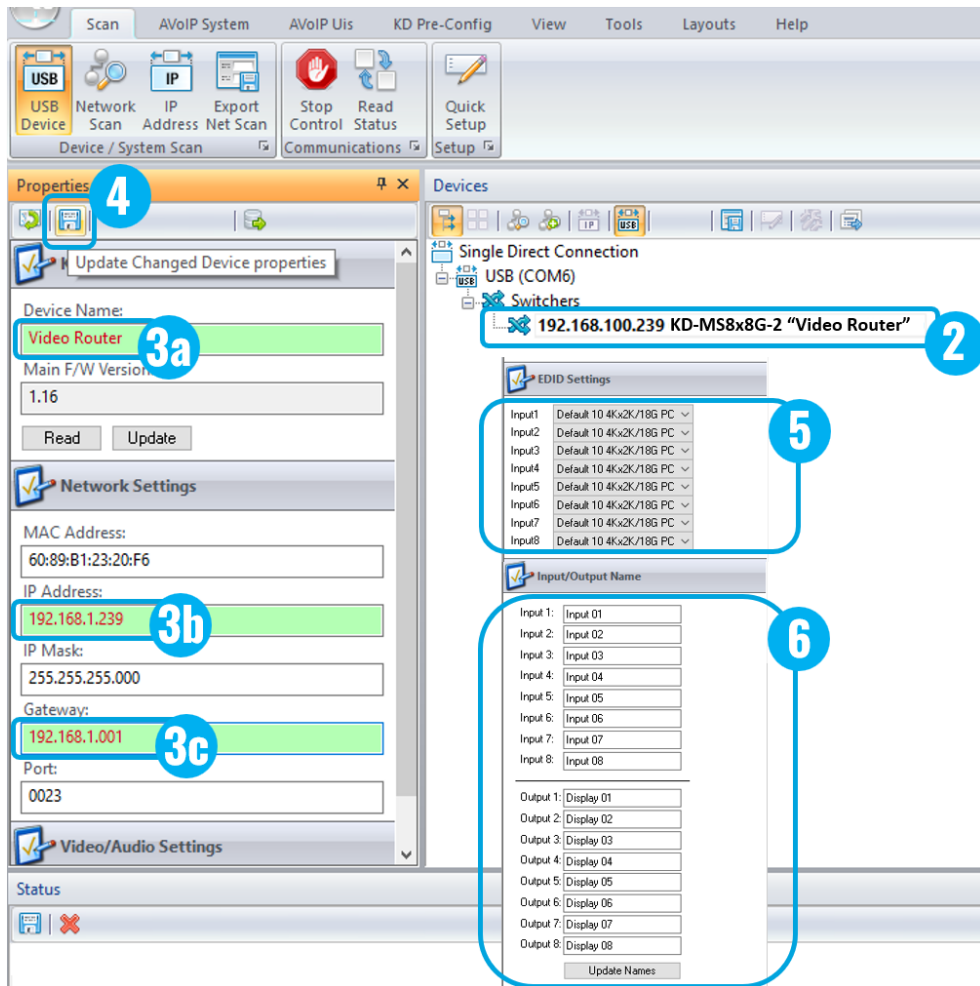 Scan AVoIP System AVoIP Uis KD Pre-Config View Tools Layouts Help
USB IP
USB Network IP Export Stop Read Quick
Device Scan Address Net Scan Control Status Setup
Device / System Scan Communications Setup
Properties
4
Update Changed Device properties
Device Name:
Video Router
3a
Main F/W Version
1.16
Read Update
Network Settings
MAC Address:
60:89:B1:23:20:F6
IP Address:
192.168.1.239
3b
IP Mask:
255.255.255.000
Gateway:
192.168.1.001
3c
Port:
0023
Video/Audio Settings
Devices
IP USB
Single Direct Connection
USB USB (COM6)
Switchers
192.168.100.239 KD-MS8x8G-2 “Video Router”
2
EDID Settings
Input1 Default 10 4Kx2K/18G PC
Input2 Default 10 4Kx2K/18G PC
Input3 Default 10 4Kx2K/18G PC
Input4 Default 10 4Kx2K/18G PC
Input5 Default 10 4Kx2K/18G PC
Input6 Default 10 4Kx2K/18G PC
Input7 Default 10 4Kx2K/18G PC
Input8 Default 10 4Kx2K/18G PC
5
Input/Output Name
Input 1: Input 01
Input 2: Input 02
Input 3: Input 03
Input 4: Input 04
Input 5: Input 05
Input 6: Input 06
Input 7: Input 07
Input 8: Input 08
6
Output 1: Display 01
Output 2: Display 02
Output 3: Display 03
Output 4: Display 04
Output 5: Display 05
Output 6: Display 06
Output 7: Display 07
Output 8: Display 08
Update Names
Status